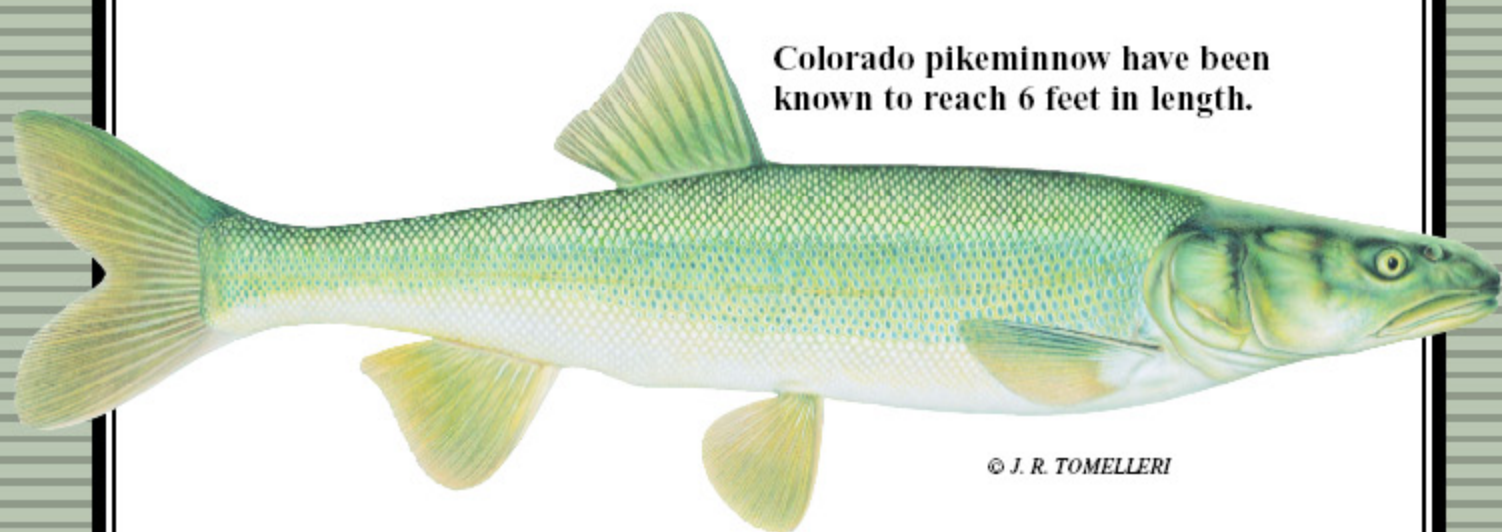 Colorado pikeminnow have been
known to reach 6 feet in length.
© J. R. TOMELLERI